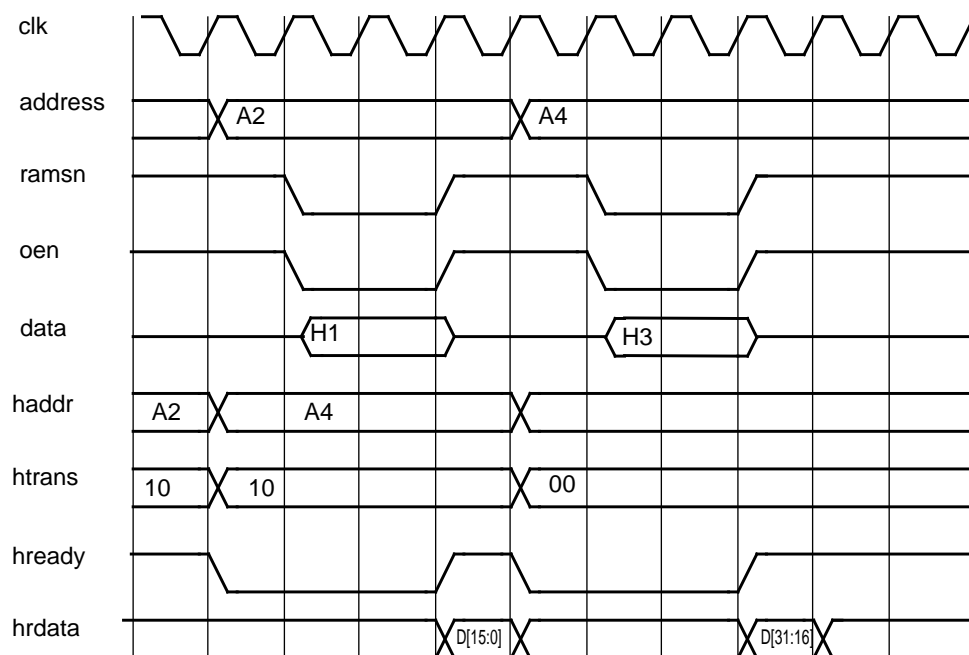 clk
address A2 A4
ramsn
oen
data H1 H3
haddr A2 A4
htrans 10 10 00
hready
hrdata D[15:0] D[31:16]